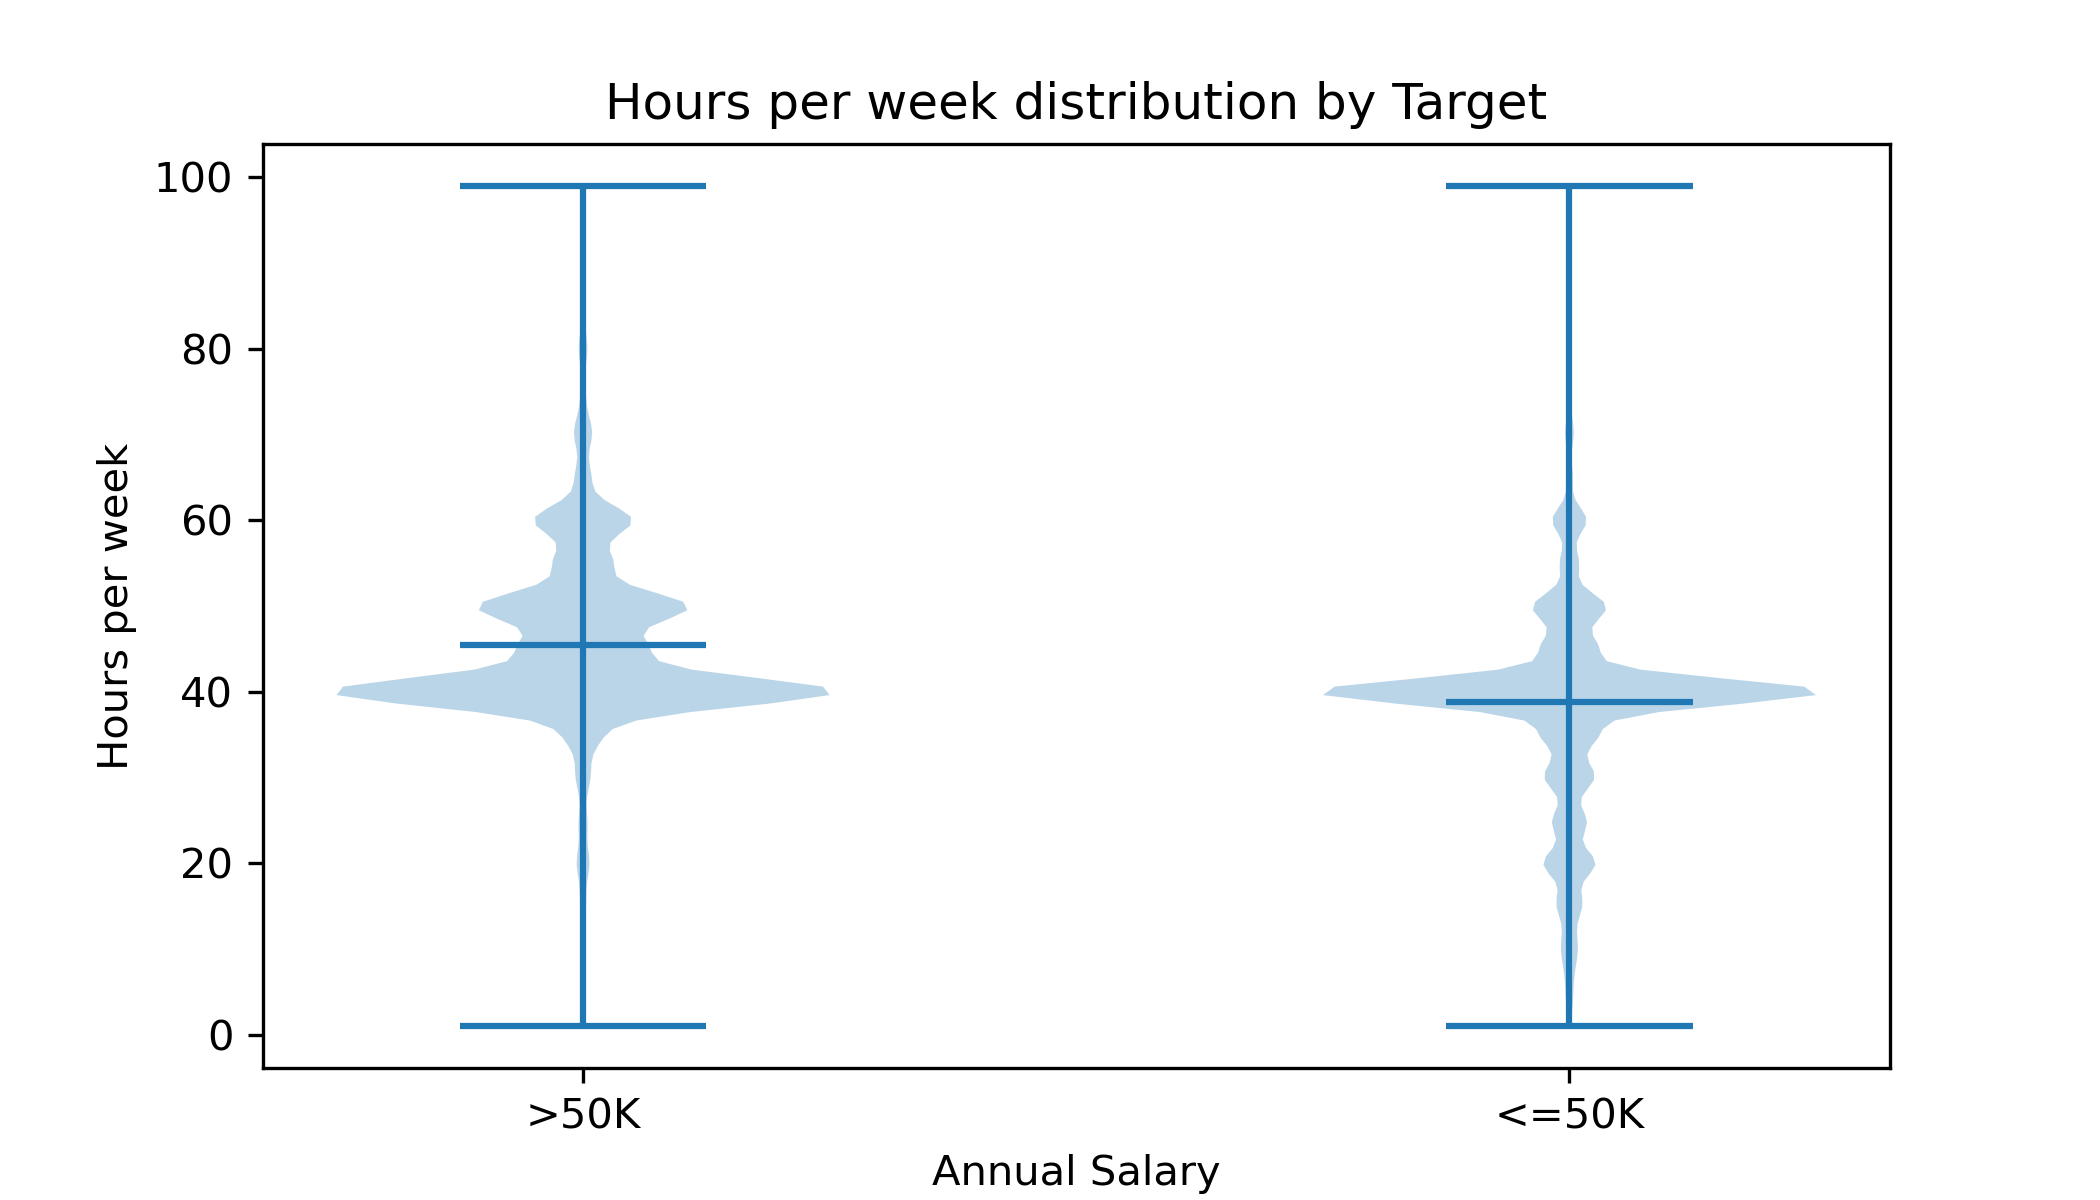 Hours per week distribution by Target
100
80
60
40
20
0
Hours per week
>50K
<=50K
Annual Salary